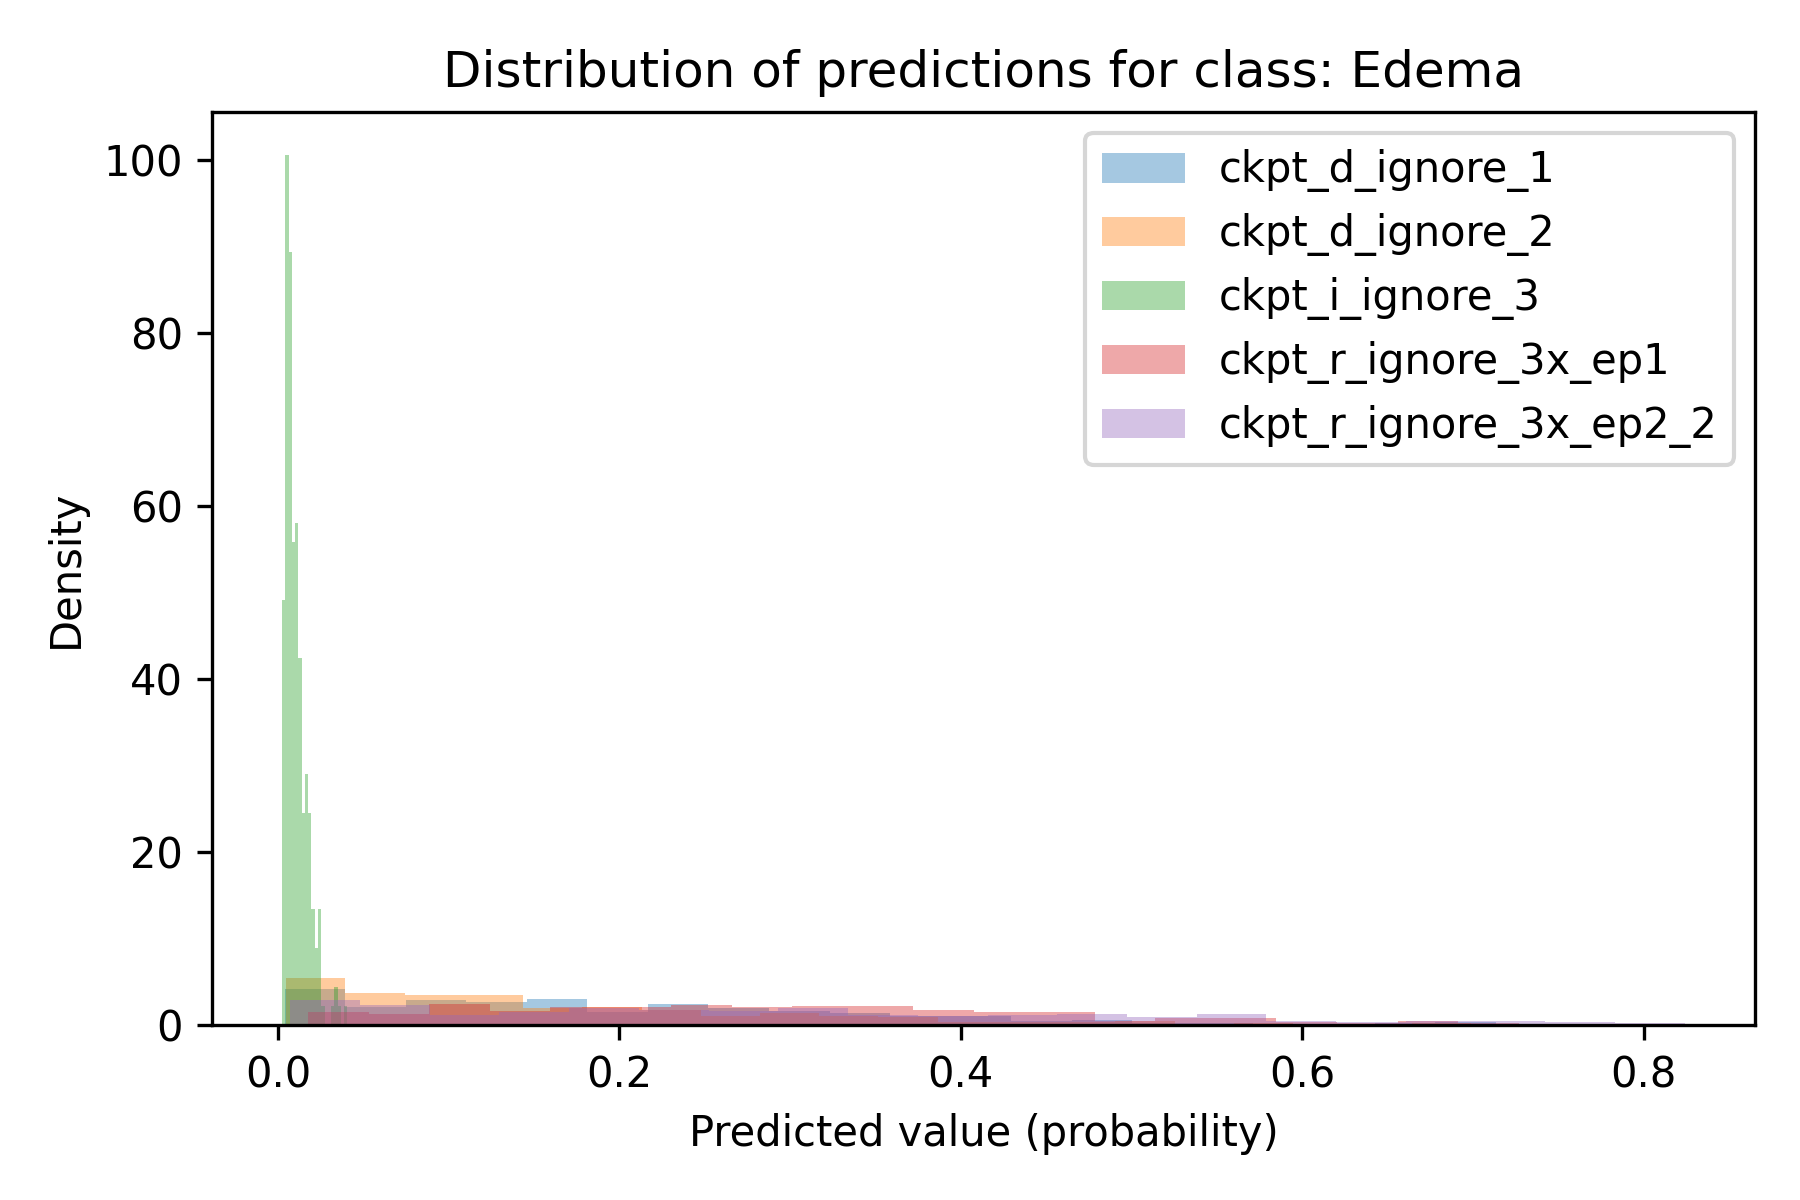 Distribution of predictions for class: Edema
100
80
60
40
20
0
Density
ckpt_d_ignore_1
ckpt_d_ignore_2
ckpt_i_ignore_3
ckpt_r_ignore_3x_ep1
ckpt_r_ignore_3x_ep2_2
0.0 0.2 0.4 0.6 0.8
Predicted value (probability)